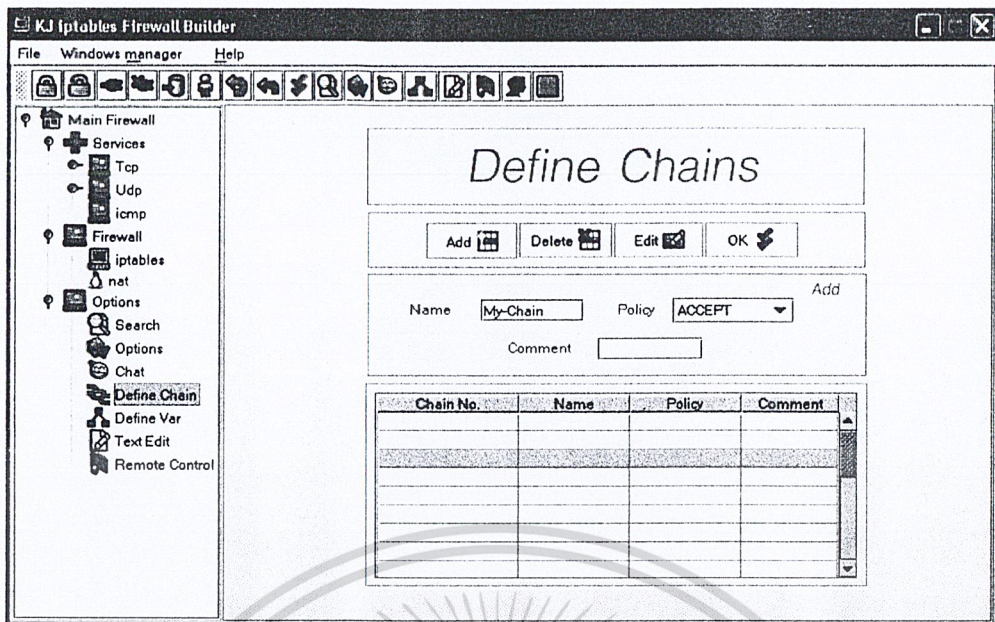 KJ iptables Firewall Builder
File Windows manager Help
Main Firewall
Services
Tcp
Udp
icmp
Firewall
iptables
nat
Options
Search
Options
Chat
Define Chain
Define Var
Text Edit
Remote Control
Define Chains
Add Delete Edit OK
Add
Name My-Chain Policy ACCEPT
Comment
Chain No. Name Policy Comment